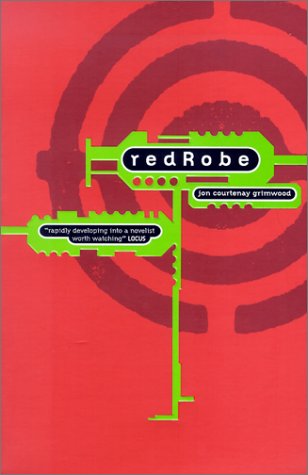 redRobe
jon courtenay grimwood
"rapidly developing into a novelist
worth watching" LOCUS